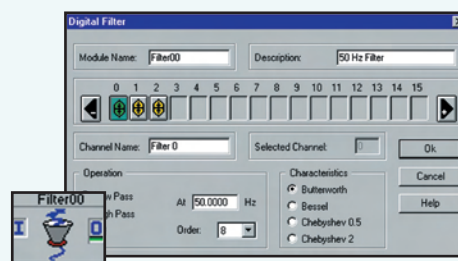 Digital Filter
Module Name: Filter00 Description: 50 Hz Filter
0 1 2 3 4 5 6 7 8 9 10 11 12 13 14 15
Channel Name: Filter 0 Selected Channel: 0 Ok
Operation Characteristics Cancel
Pass At 50.0000 Hz Butterworth
Pass Bessel Help
Order: 8 Chebyshev 0.5
Chebyshev 2
Filter00
I O